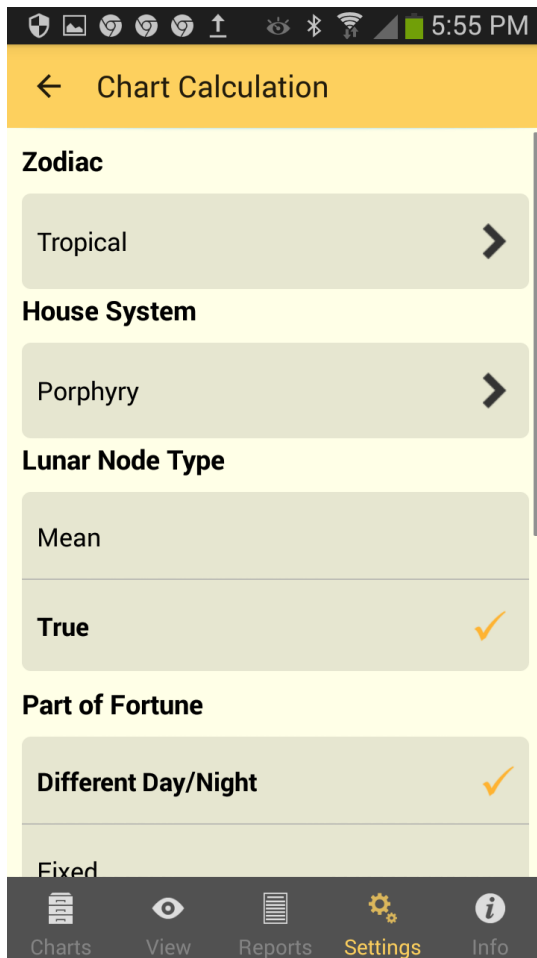 5:55 PM
Chart Calculation
Zodiac
Tropical
House System
Porphyry
Lunar Node Type
Mean
True
Part of Fortune
Different Day/Night
Fixed
Charts View Reports Settings Info